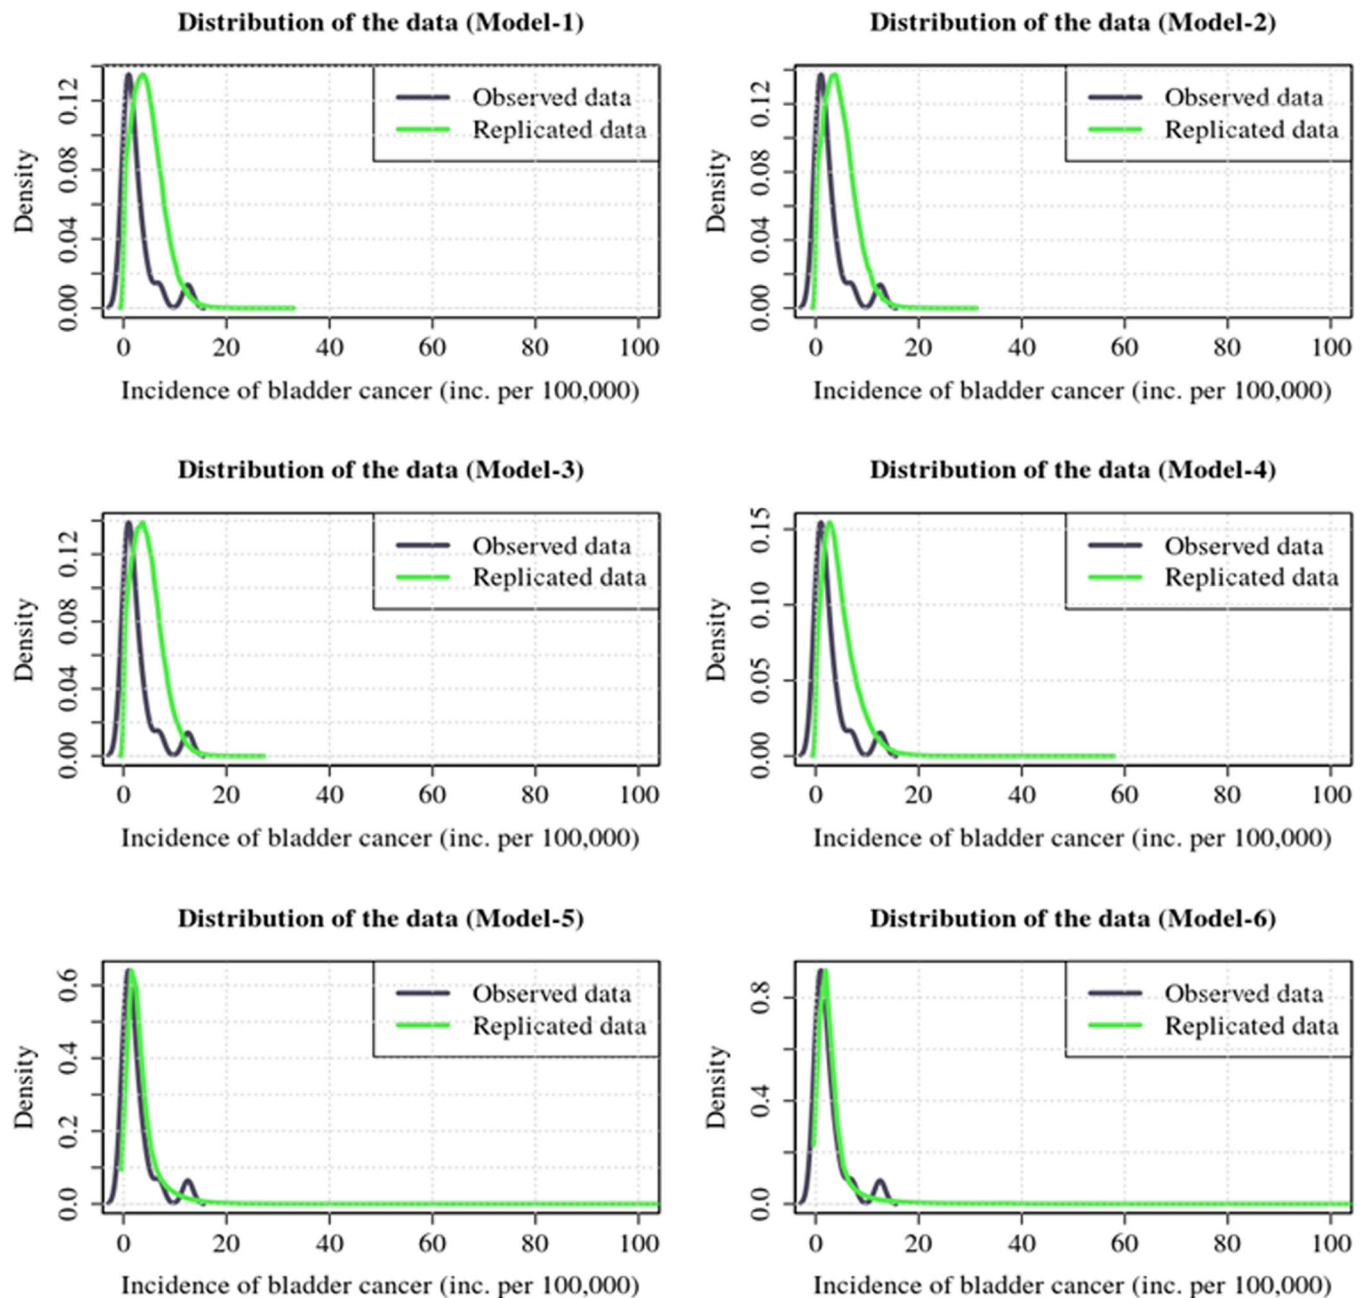 Distribution of the data (Model-1)
Density
0.00 0.04 0.08 0.12
Observed data
Replicated data
0 20 40 60 80 100
Incidence of bladder cancer (inc. per 100,000)
Distribution of the data (Model-2)
Density
0.00 0.04 0.08 0.12
Observed data
Replicated data
0 20 40 60 80 100
Incidence of bladder cancer (inc. per 100,000)
Distribution of the data (Model-3)
Density
0.00 0.04 0.08 0.12
Observed data
Replicated data
0 20 40 60 80 100
Incidence of bladder cancer (inc. per 100,000)
Distribution of the data (Model-4)
Density
0.00 0.05 0.10 0.15
Observed data
Replicated data
0 20 40 60 80 100
Incidence of bladder cancer (inc. per 100,000)
Distribution of the data (Model-5)
Density
0.0 0.2 0.4 0.6
Observed data
Replicated data
0 20 40 60 80 100
Incidence of bladder cancer (inc. per 100,000)
Distribution of the data (Model-6)
Density
0.0 0.4 0.8
Observed data
Replicated data
0 20 40 60 80 100
Incidence of bladder cancer (inc. per 100,000)